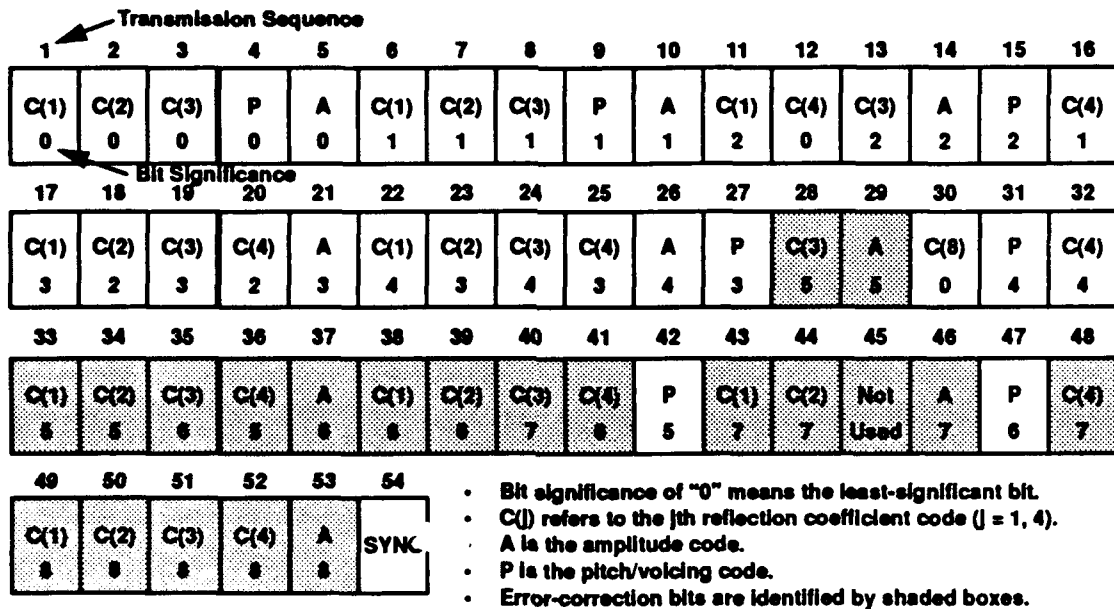 Transmission Sequence
1 2 3 4 5 6 7 8 9 10 11 12 13 14 15 16
C(1) C(2) C(3) P A C(1) C(2) C(3) P A C(1) C(4) C(3) A P C(4)
0 0 0 0 0 1 1 1 1 1 2 0 2 2 2 1
Bit Significance
17 18 19 20 21 22 23 24 25 26 27 28 29 30 31 32
C(1) C(2) C(3) C(4) A C(1) C(2) C(3) C(4) A P C(3) A C(8) P C(4)
3 2 3 2 3 4 3 4 3 4 3 5 5 0 4 4
33 34 35 36 37 38 39 40 41 42 43 44 45 46 47 48
C(1) C(2) C(3) C(4) A C(1) C(2) C(3) C(4) P C(1) C(2) Not A P C(4)
5 5 6 5 6 6 6 7 6 5 7 7 Used 7 6 7
49 50 51 52 53 54
C(1) C(2) C(3) C(4) A SYNC
8 8 8 8 8
• Bit significance of "0" means the least-significant bit.
• C(j) refers to the jth reflection coefficient code (j = 1, 4).
• A is the amplitude code.
• P is the pitch/voicing code.
• Error-correction bits are identified by shaded boxes.